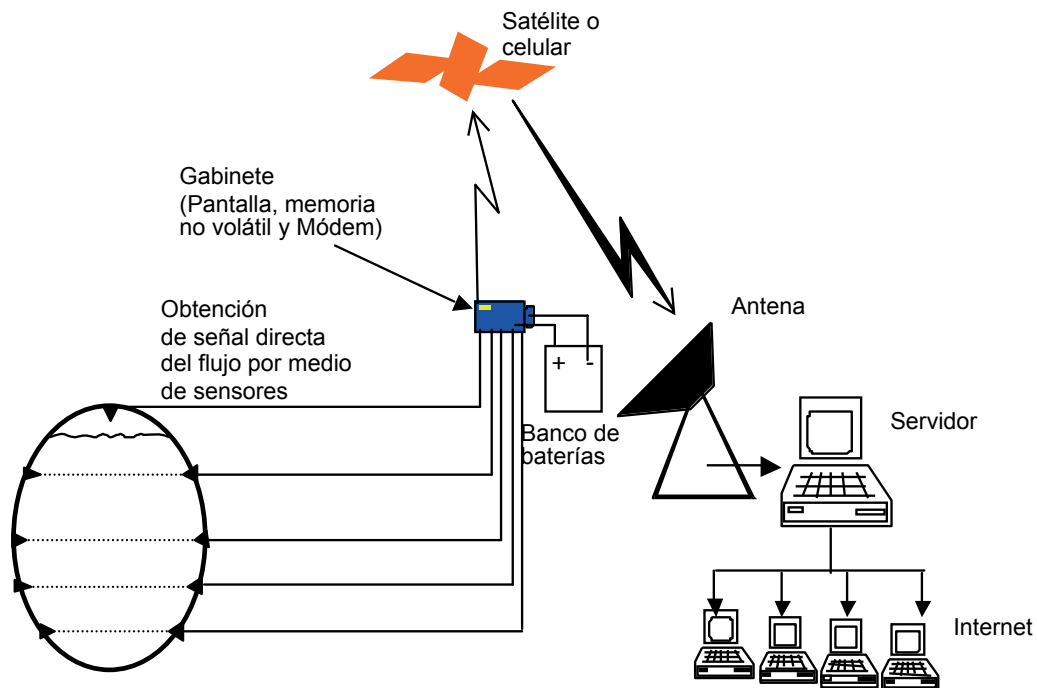 Satélite o
celular
Gabinete
(Pantalla, memoria
no volátil y Módem)
Obtención
de señal directa
del flujo por medio
de sensores
Antena
+ -
Banco de
baterías
Servidor
Internet